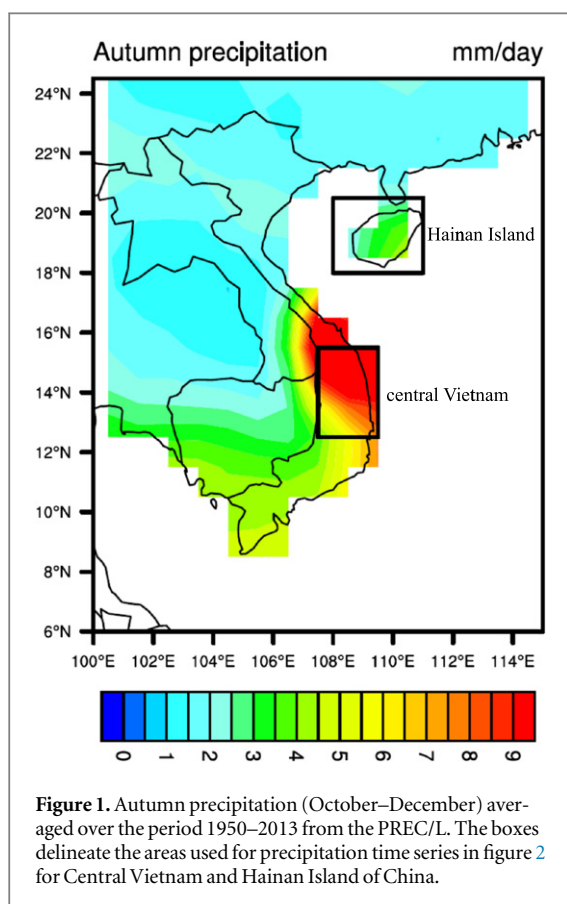 Autumn precipitation mm/day
24°N
22°N
20°N
Hainan Island
18°N
16°N
14°N
central Vietnam
12°N
10°N
8°N
6°N
100°E 102°E 104°E 106°E 108°E 110°E 112°E 114°E
0 1 2 3 4 5 6 7 8 9
Figure 1. Autumn precipitation (October–December) aver-
aged over the period 1950–2013 from the PREC/L. The boxes
delineate the areas used for precipitation time series in figure 2
for Central Vietnam and Hainan Island of China.